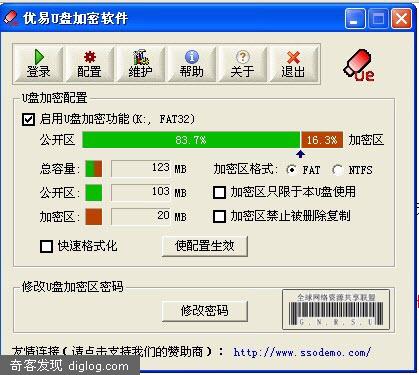 优易U盘加密软件
登录 配置 维护 帮助 关于 退出
ue
U盘加密配置
启用U盘加密功能(K:, FAT32)
公开区 83.7% 16.3% 加密区
总容量: 123 MB 加密区格式: FAT NTFS
公开区: 103 MB 加密区只限于本U盘使用
加密区: 20 MB 加密区禁止被删除复制
快速格式化 使配置生效
修改U盘加密区密码
修改密码
全球网络资源共享联盟
G.N.R.S.U
友情连接(请点击支持我们的赞助商): http://www.ssodemo.com/
奇客发现 diglog.com